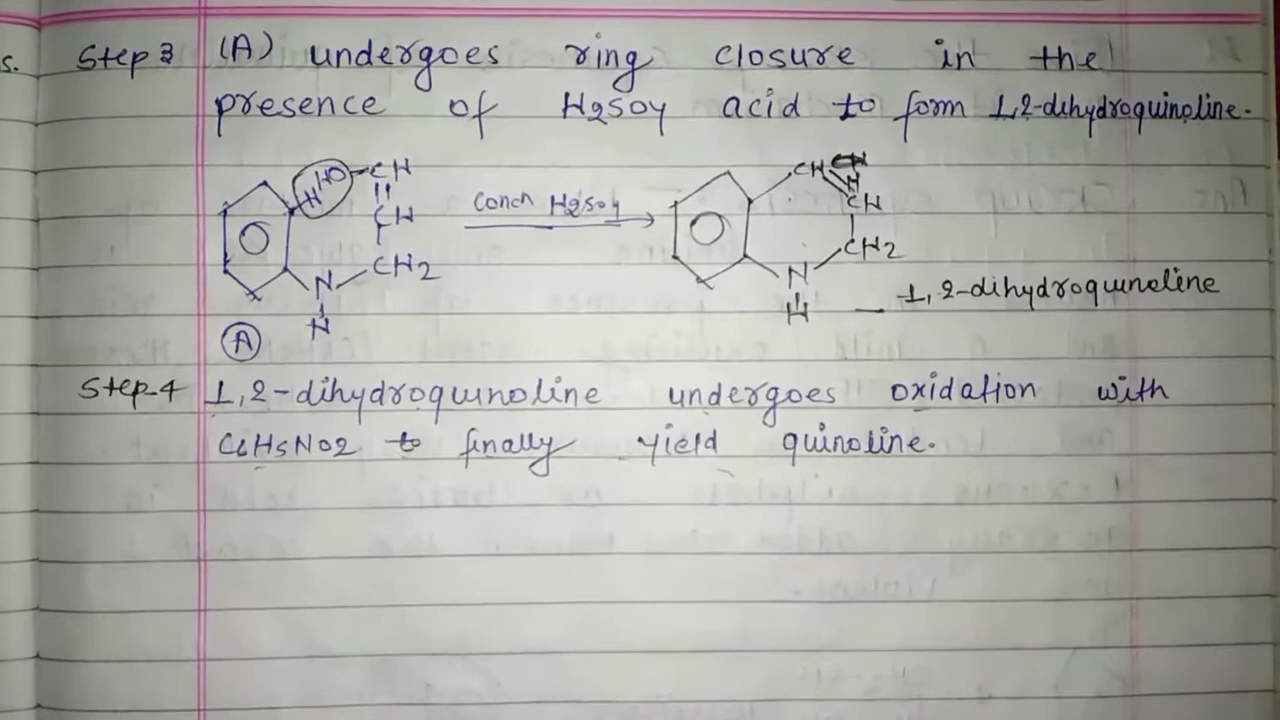 s.
Step 3 (A) undergoes ring closure in the
presence of H2SO4 acid to form 1,2-dihydroquinoline.
H HO-CH
CH
CH2
N
H
A
Conch H2SO4
CH
CH
CH2
N
H
1,2-dihydroquinoline
Step-4 1,2-dihydroquinoline undergoes oxidation with
C6H5NO2 to finally yield quinoline.